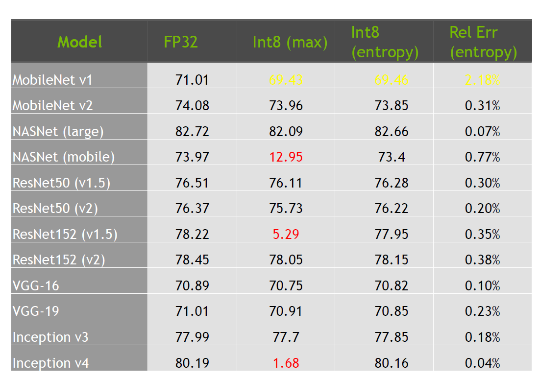 Model FP32 Int8 (max) Int8 (entropy) Rel Err (entropy)
MobileNet v1 71.01 69.43 69.46 2.18%
MobileNet v2 74.08 73.96 73.85 0.31%
NASNet (large) 82.72 82.09 82.66 0.07%
NASNet (mobile) 73.97 12.95 73.4 0.77%
ResNet50 (v1.5) 76.51 76.11 76.28 0.30%
ResNet50 (v2) 76.37 75.73 76.22 0.20%
ResNet152 (v1.5) 78.22 5.29 77.95 0.35%
ResNet152 (v2) 78.45 78.05 78.15 0.38%
VGG-16 70.89 70.75 70.82 0.10%
VGG-19 71.01 70.91 70.85 0.23%
Inception v3 77.99 77.7 77.85 0.18%
Inception v4 80.19 1.68 80.16 0.04%